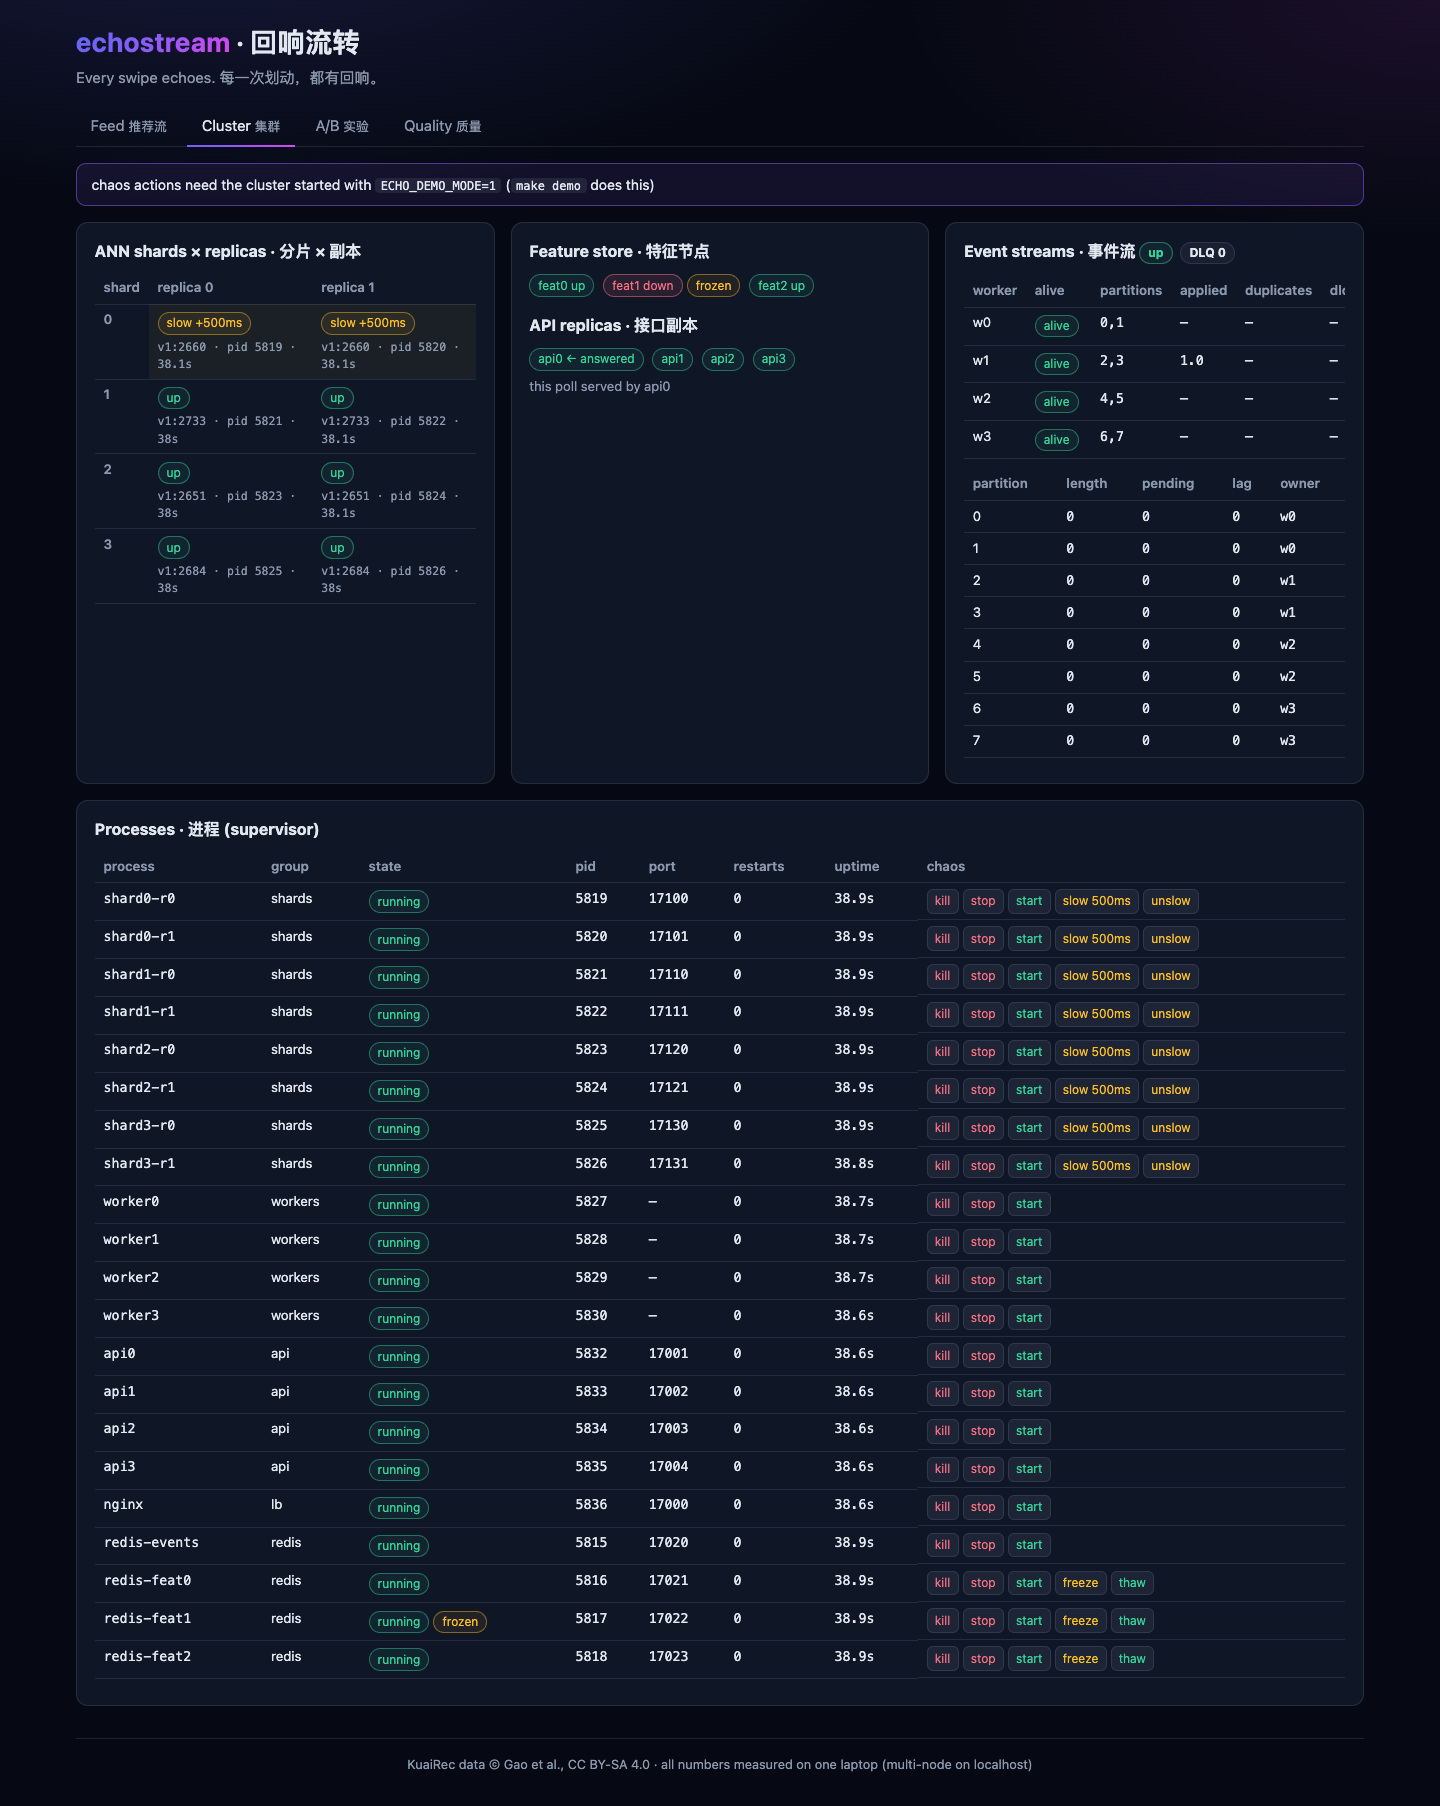 echostream · 回响流转
Every swipe echoes. 每一次划动，都有回响。
Feed 推荐流 Cluster 集群 A/B 实验 Quality 质量
chaos actions need the cluster started with ECHO_DEMO_MODE=1 ( make demo does this)
ANN shards × replicas · 分片 × 副本
shard replica 0 replica 1
0 slow +500ms slow +500ms
v1:2660 · pid 5819 · v1:2660 · pid 5820 ·
38.1s 38.1s
1 up up
v1:2733 · pid 5821 · v1:2733 · pid 5822 ·
38s 38.1s
2 up up
v1:2651 · pid 5823 · v1:2651 · pid 5824 ·
38s 38.1s
3 up up
v1:2684 · pid 5825 · v1:2684 · pid 5826 ·
38s 38s
Feature store · 特征节点
feat0 up feat1 down frozen feat2 up
API replicas · 接口副本
api0 ← answered api1 api2 api3
this poll served by api0
Event streams · 事件流 up DLQ 0
worker alive partitions applied duplicates
w0 alive 0,1 — — —
w1 alive 2,3 1.0 — —
w2 alive 4,5 — — —
w3 alive 6,7 — — —
partition length pending lag owner
0 0 0 0 w0
1 0 0 0 w0
2 0 0 0 w1
3 0 0 0 w1
4 0 0 0 w2
5 0 0 0 w2
6 0 0 0 w3
7 0 0 0 w3
Processes · 进程 (supervisor)
process group state pid port restarts uptime chaos
shard0-r0 shards running 5819 17100 0 38.9s kill stop start slow 500ms unslow
shard0-r1 shards running 5820 17101 0 38.9s kill stop start slow 500ms unslow
shard1-r0 shards running 5821 17110 0 38.9s kill stop start slow 500ms unslow
shard1-r1 shards running 5822 17111 0 38.9s kill stop start slow 500ms unslow
shard2-r0 shards running 5823 17120 0 38.9s kill stop start slow 500ms unslow
shard2-r1 shards running 5824 17121 0 38.9s kill stop start slow 500ms unslow
shard3-r0 shards running 5825 17130 0 38.9s kill stop start slow 500ms unslow
shard3-r1 shards running 5826 17131 0 38.8s kill stop start slow 500ms unslow
worker0 workers running 5827 — 0 38.7s kill stop start
worker1 workers running 5828 — 0 38.7s kill stop start
worker2 workers running 5829 — 0 38.7s kill stop start
worker3 workers running 5830 — 0 38.6s kill stop start
api0 api running 5832 17001 0 38.6s kill stop start
api1 api running 5833 17002 0 38.6s kill stop start
api2 api running 5834 17003 0 38.6s kill stop start
api3 api running 5835 17004 0 38.6s kill stop start
nginx lb running 5836 17000 0 38.6s kill stop start
redis-events redis running 5815 17020 0 38.9s kill stop start
redis-feat0 redis running 5816 17021 0 38.9s kill stop start freeze thaw
redis-feat1 redis running frozen 5817 17022 0 38.9s kill stop start freeze thaw
redis-feat2 redis running 5818 17023 0 38.9s kill stop start freeze thaw
KuaiRec data © Gao et al., CC BY-SA 4.0 · all numbers measured on one laptop (multi-node on localhost)